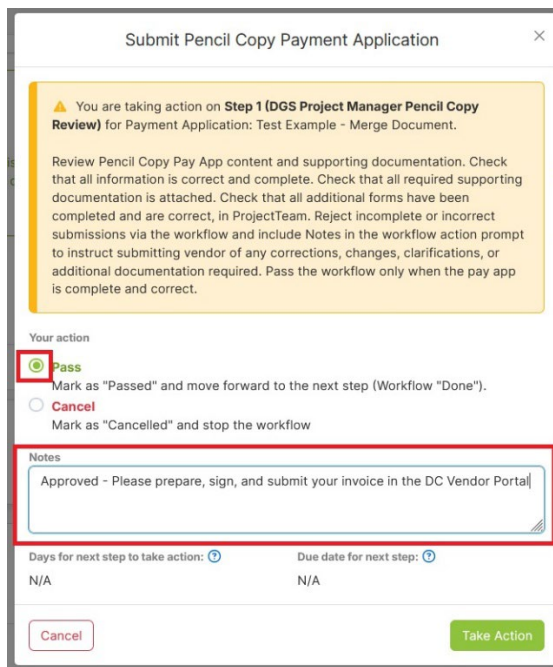 Submit Pencil Copy Payment Application
You are taking action on Step 1 (DGS Project Manager Pencil Copy
Review) for Payment Application: Test Example - Merge Document.
Review Pencil Copy Pay App content and supporting documentation. Check
that all information is correct and complete. Check that all required supporting
documentation is attached. Check that all additional forms have been
completed and are correct, in ProjectTeam. Reject incomplete or incorrect
submissions via the workflow and include Notes in the workflow action prompt
to instruct submitting vendor of any corrections, changes, clarifications, or
additional documentation required. Pass the workflow only when the pay app
is complete and correct.
Your action
Pass
Mark as "Passed" and move forward to the next step (Workflow "Done").
Cancel
Mark as "Cancelled" and stop the workflow
Notes
Approved - Please prepare, sign, and submit your invoice in the DC Vendor Portal
Days for next step to take action: Due date for next step:
N/A N/A
Cancel Take Action